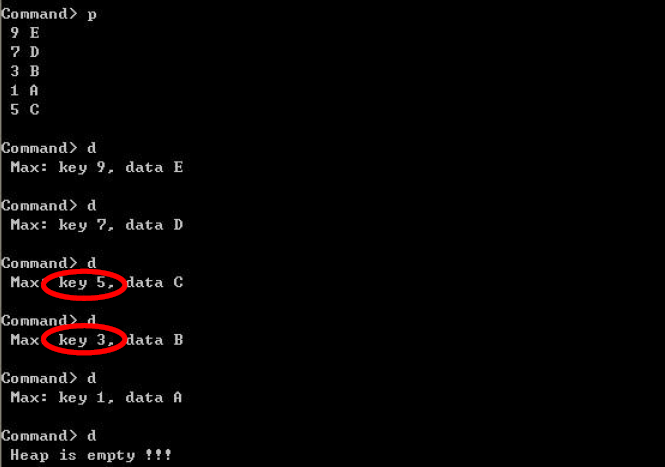 Command> p
9 E
7 D
3 B
1 A
5 C
Command> d
Max: key 9, data E
Command> d
Max: key 7, data D
Command> d
Max: key 5, data C
Command> d
Max: key 3, data B
Command> d
Max: key 1, data A
Command> d
Heap is empty !!!